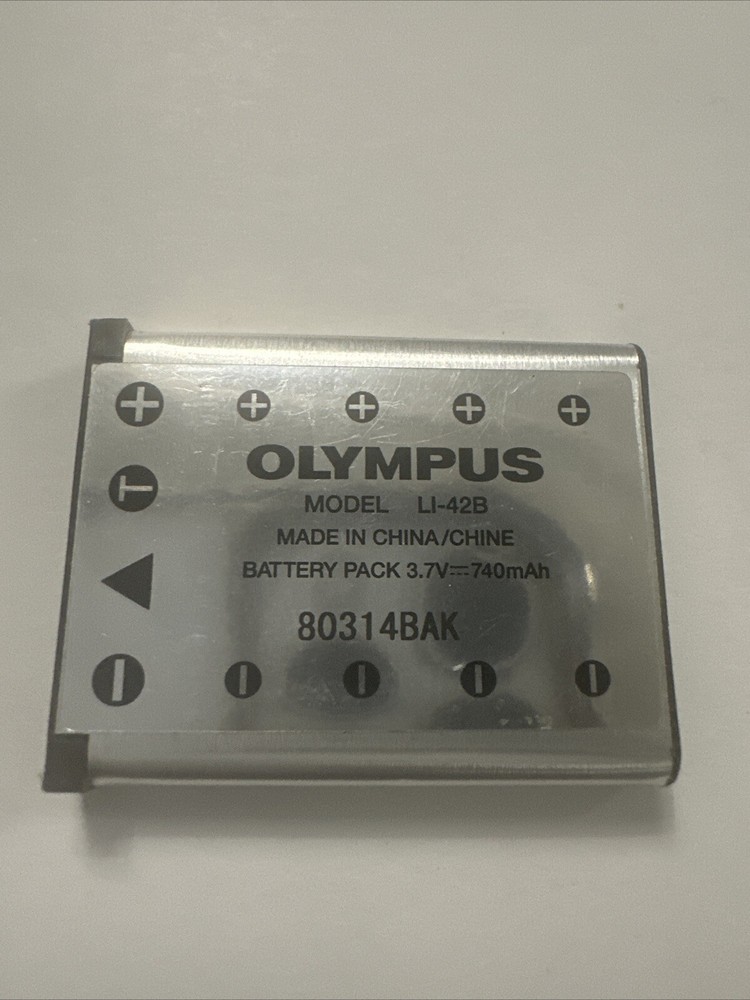 + + + + +
OLYMPUS
T
MODEL LI-42B
MADE IN CHINA/CHINE
BATTERY PACK 3.7V⎓740mAh
80314BAK
− − − − −